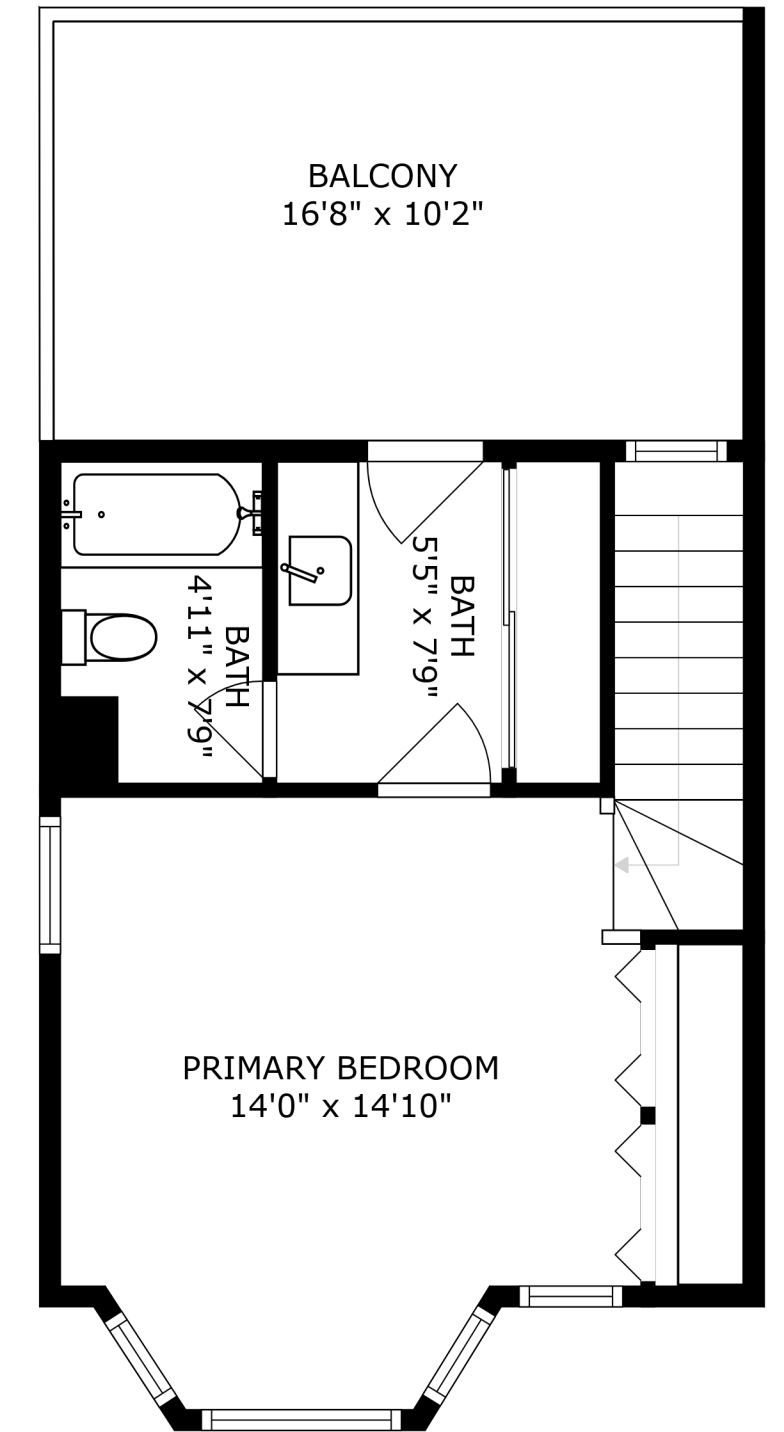 BALCONY
16'8" x 10'2"
BATH
4'11" x 7'9"
BATH
5'5" x 7'9"
PRIMARY BEDROOM
14'0" x 14'10"